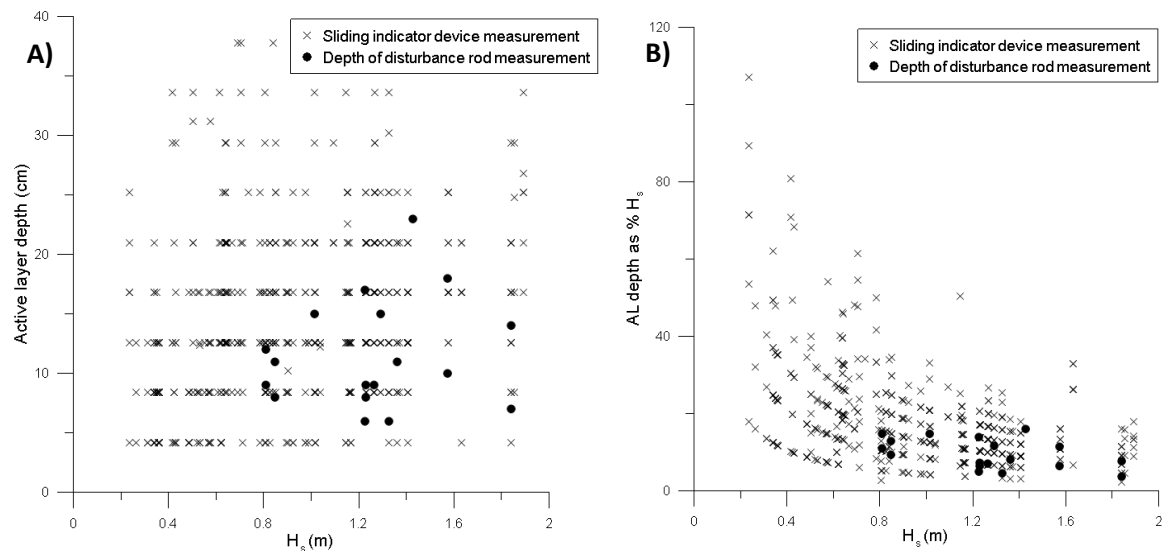 A)
Sliding indicator device measurement
Depth of disturbance rod measurement
Active layer depth (cm)
40
30
20
10
0
0
0.4
0.8
1.2
1.6
2
Hs (m)
B)
Sliding indicator device measurement
Depth of disturbance rod measurement
AL depth as % Hs
120
80
40
0
0
0.4
0.8
1.2
1.6
2
Hs (m)